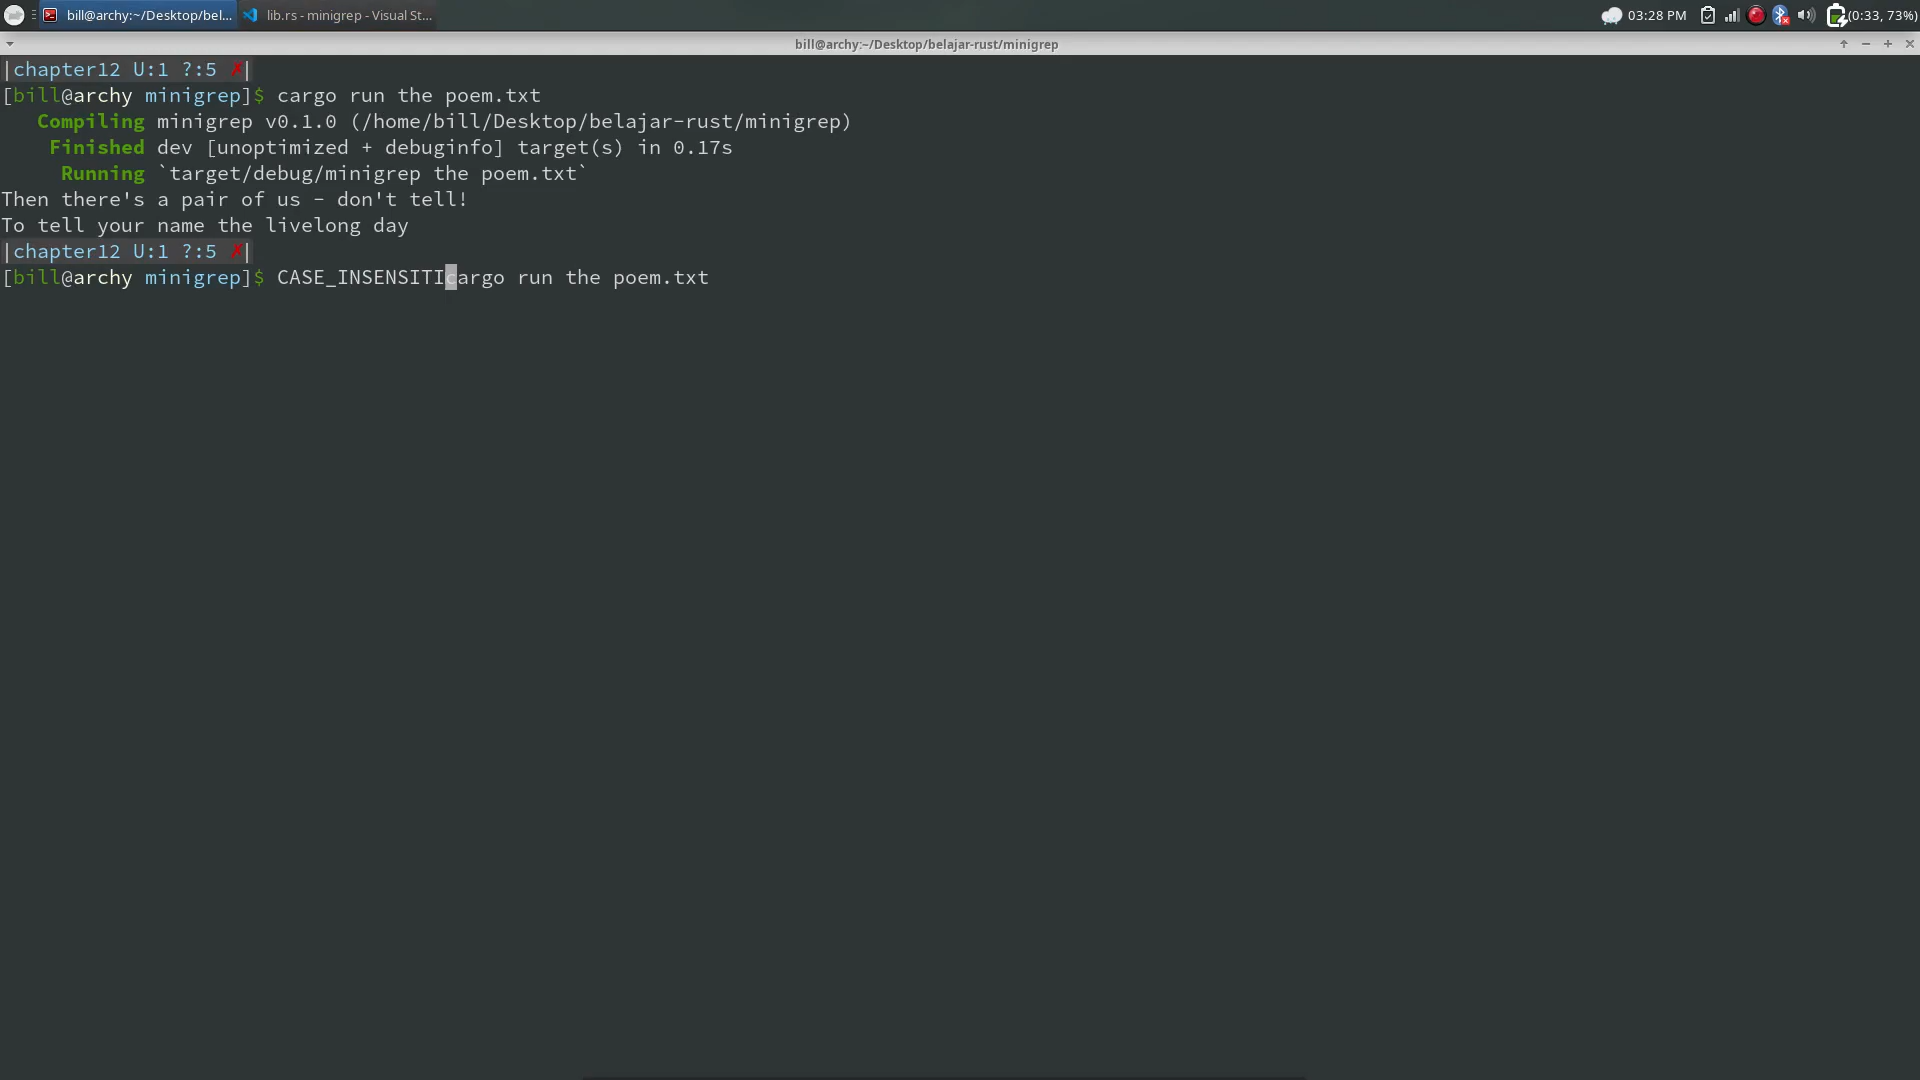 bill@archy:~/Desktop/bel... lib.rs - minigrep - Visual St... 03:28 PM (0:33, 73%)
bill@archy:~/Desktop/belajar-rust/minigrep
|chapter12 U:1 ?:5 ✗|
[bill@archy minigrep]$ cargo run the poem.txt
Compiling minigrep v0.1.0 (/home/bill/Desktop/belajar-rust/minigrep)
Finished dev [unoptimized + debuginfo] target(s) in 0.17s
Running `target/debug/minigrep the poem.txt`
Then there's a pair of us - don't tell!
To tell your name the livelong day
|chapter12 U:1 ?:5 ✗|
[bill@archy minigrep]$ CASE_INSENSITIcargo run the poem.txt